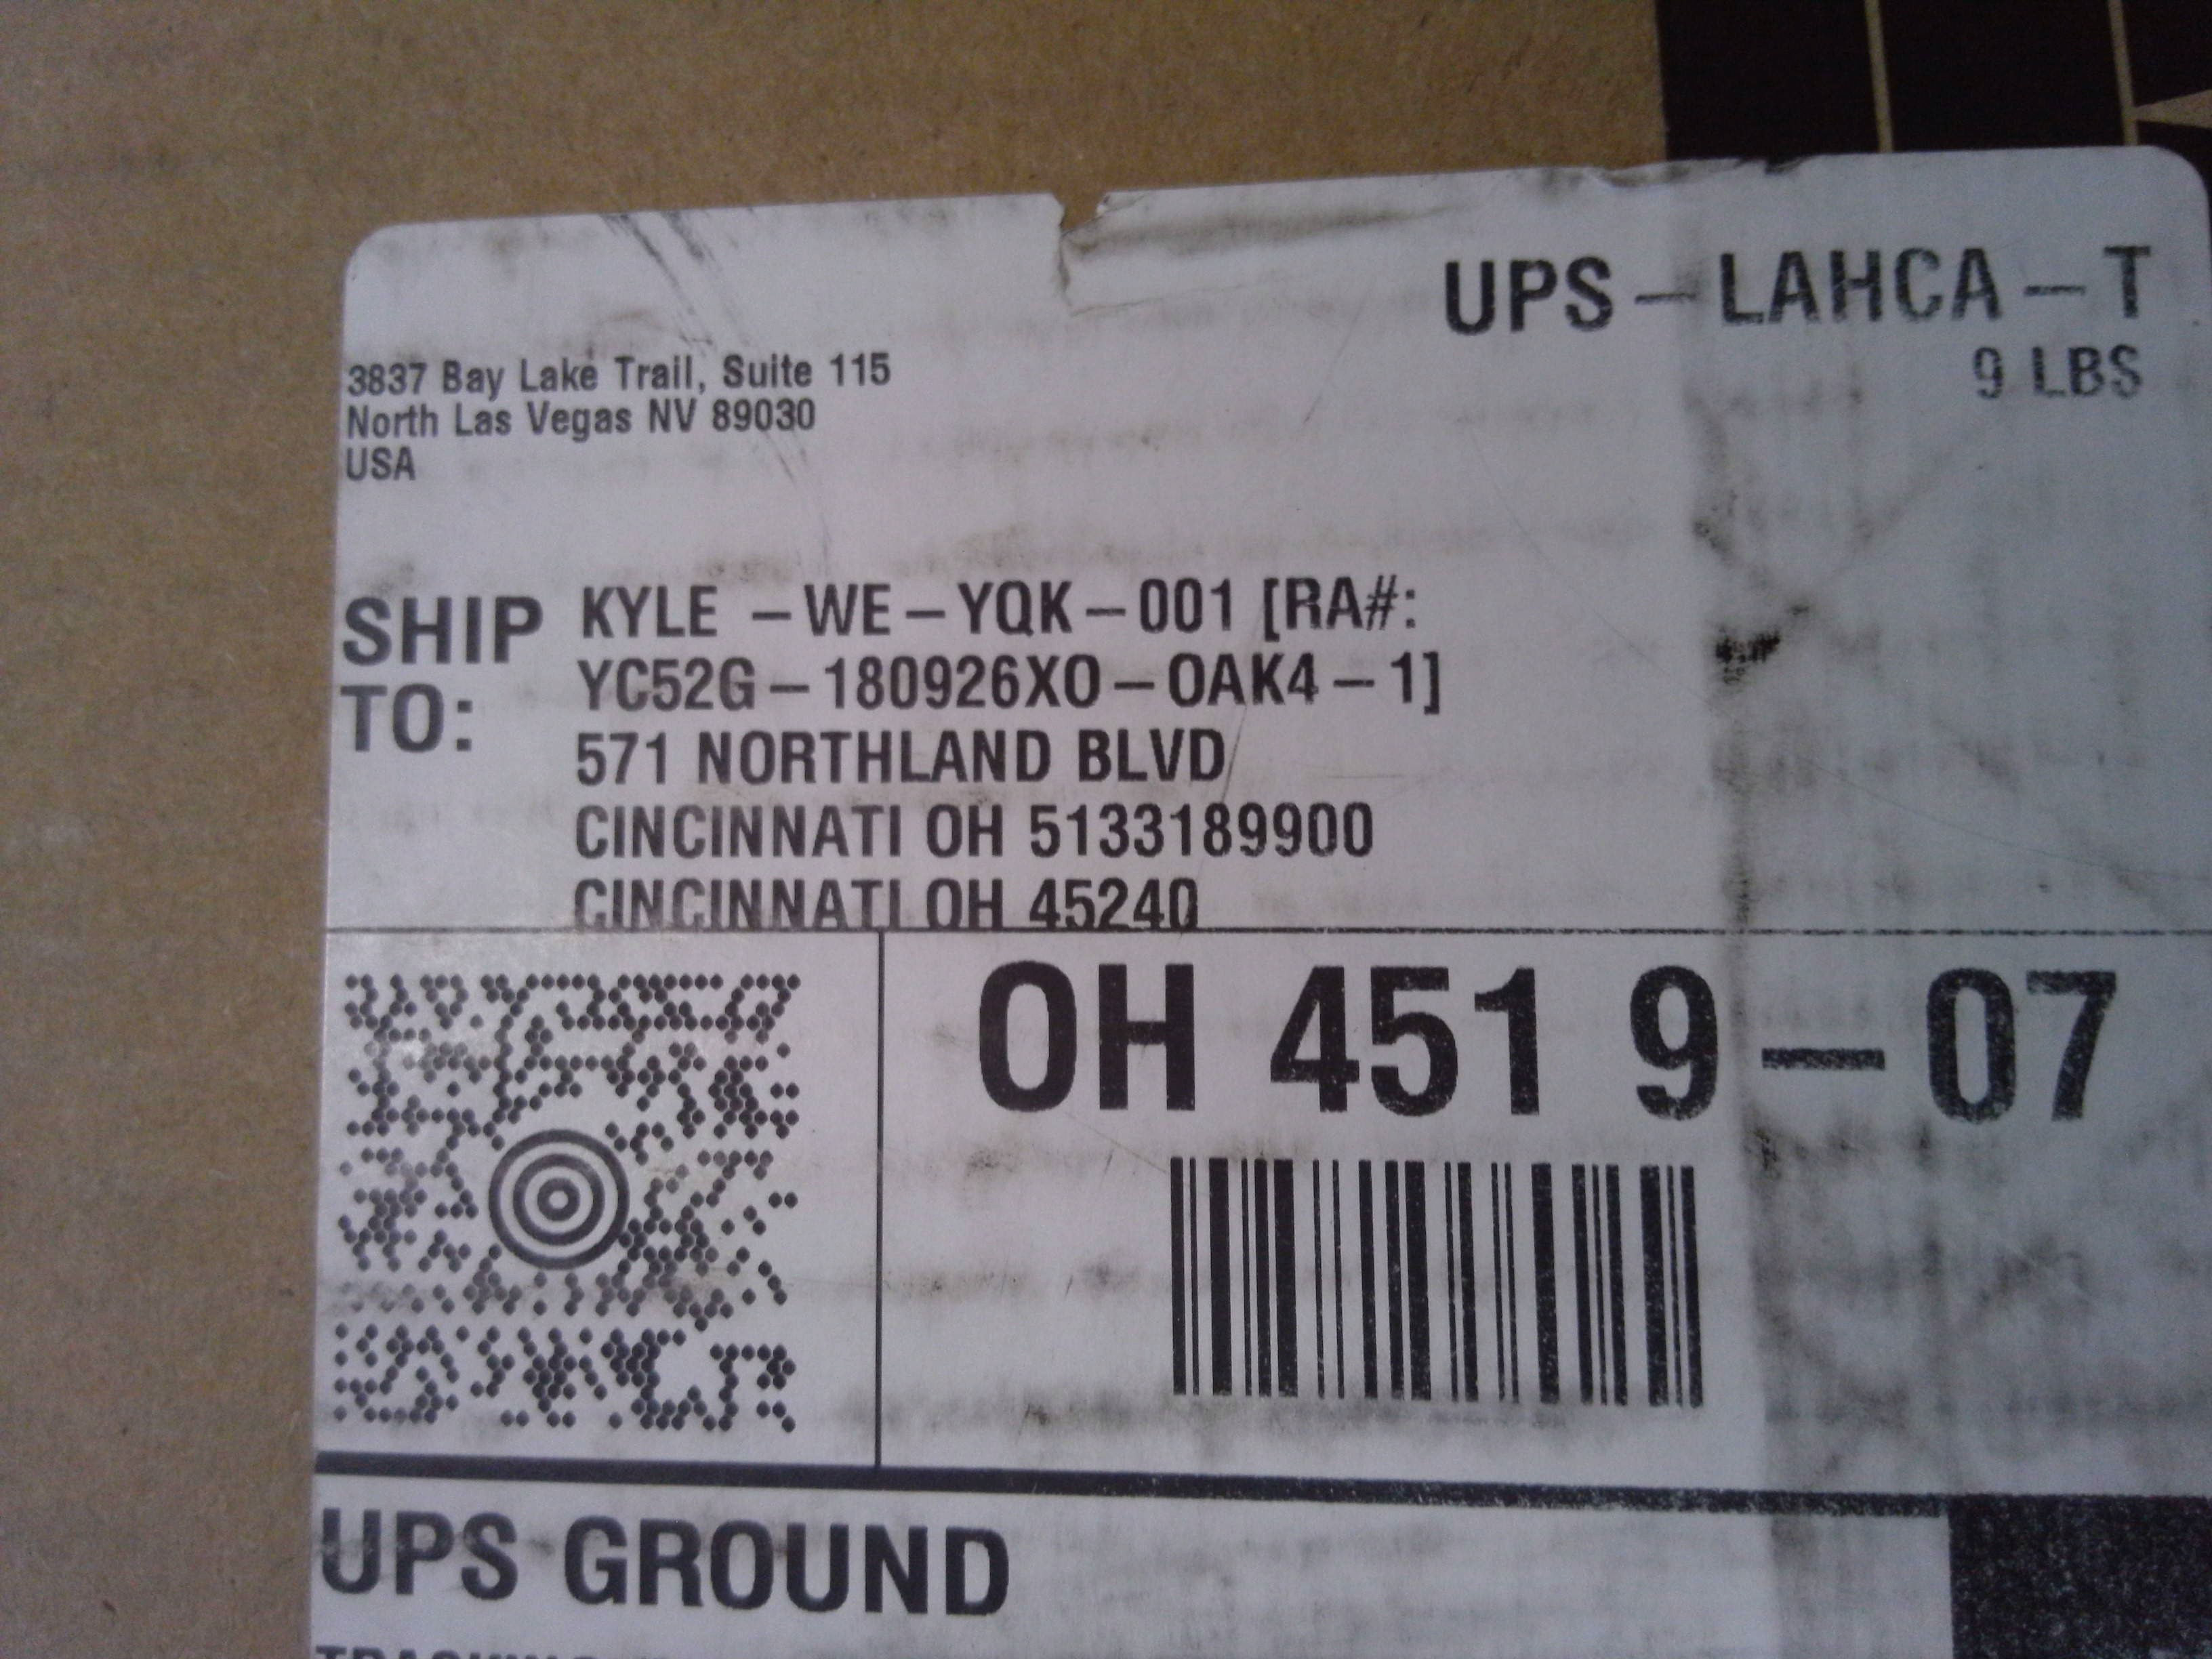 UPS - LAHCA - T
9 LBS
3837 Bay Lake Trail, Suite 115
North Las Vegas NV 89030
USA
SHIP TO:
KYLE - WE - YQK - 001 [RA#:
YC52G - 180926XO - OAK4 - 1]
571 NORTHLAND BLVD
CINCINNATI OH 5133189900
CINCINNATI OH 45240
OH 451 9-07
UPS GROUND